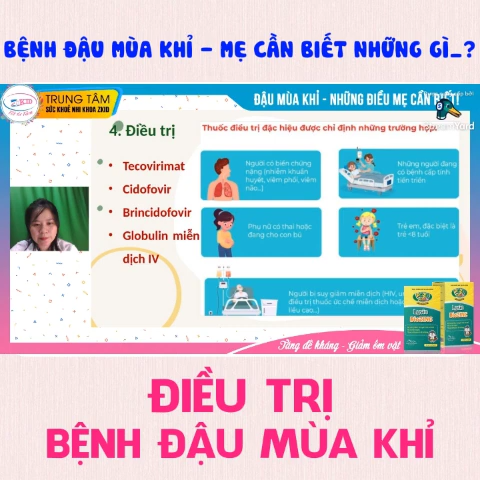 BỆNH ĐẬU MÙA KHỈ – MẸ CẦN BIẾT NHỮNG GÌ...?
TRUNG TÂM
SỨC KHOẺ NHI KHOA ZKID
ĐẬU MÙA KHỈ - NHỮNG ĐIỀU MẸ CẦN BIẾT!
4. Điều trị
• Tecovirimat
• Cidofovir
• Brincidofovir
• Globulin miễn
dịch IV
Thuốc điều trị đặc hiệu được chỉ định những trường hợp
Người có biến chứng
nặng (nhiễm khuẩn
huyết, viêm phổi, viêm
não...)
Những người đang
có bệnh cấp tính
tiến triển
Phụ nữ có thai hoặc
đang cho con bú
Trẻ em, đặc biệt là
trẻ <8 tuổi
Người bị suy giảm miễn dịch (HIV, un
điều trị thuốc ức chế miễn dịch hoặc
liều cao...)
Tăng đề kháng - Giảm ốm vặt
ĐIỀU TRỊ
BỆNH ĐẬU MÙA KHỈ